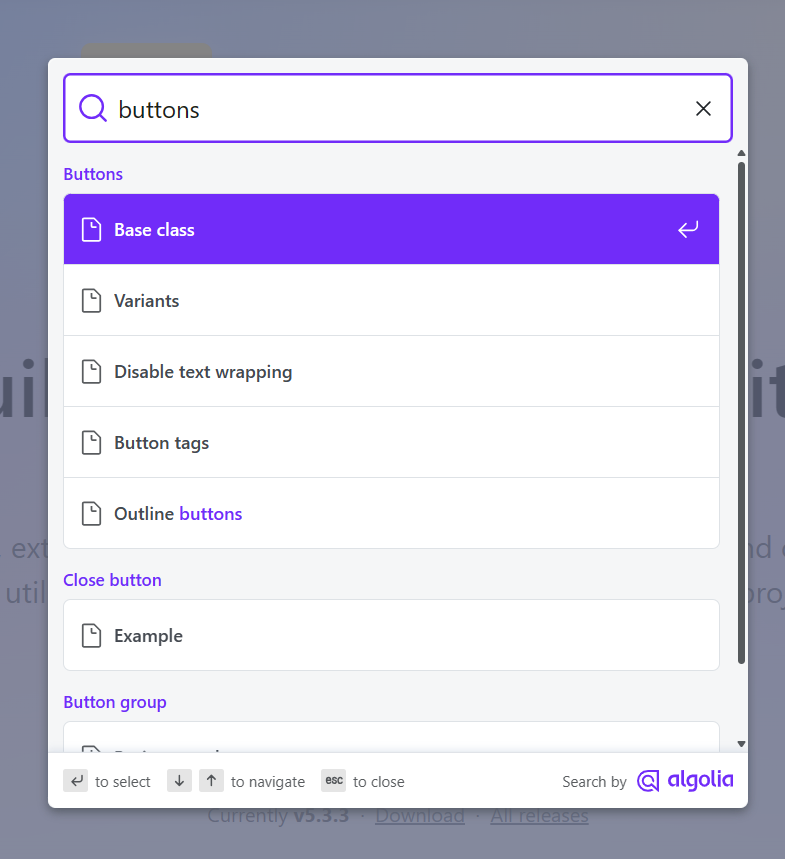 buttons
Buttons
Base class
Variants
Disable text wrapping
Button tags
Outline buttons
Close button
Example
Button group
to select
to navigate
esc to close
Search by algolia
Currently v5.3.3 · Download · All releases